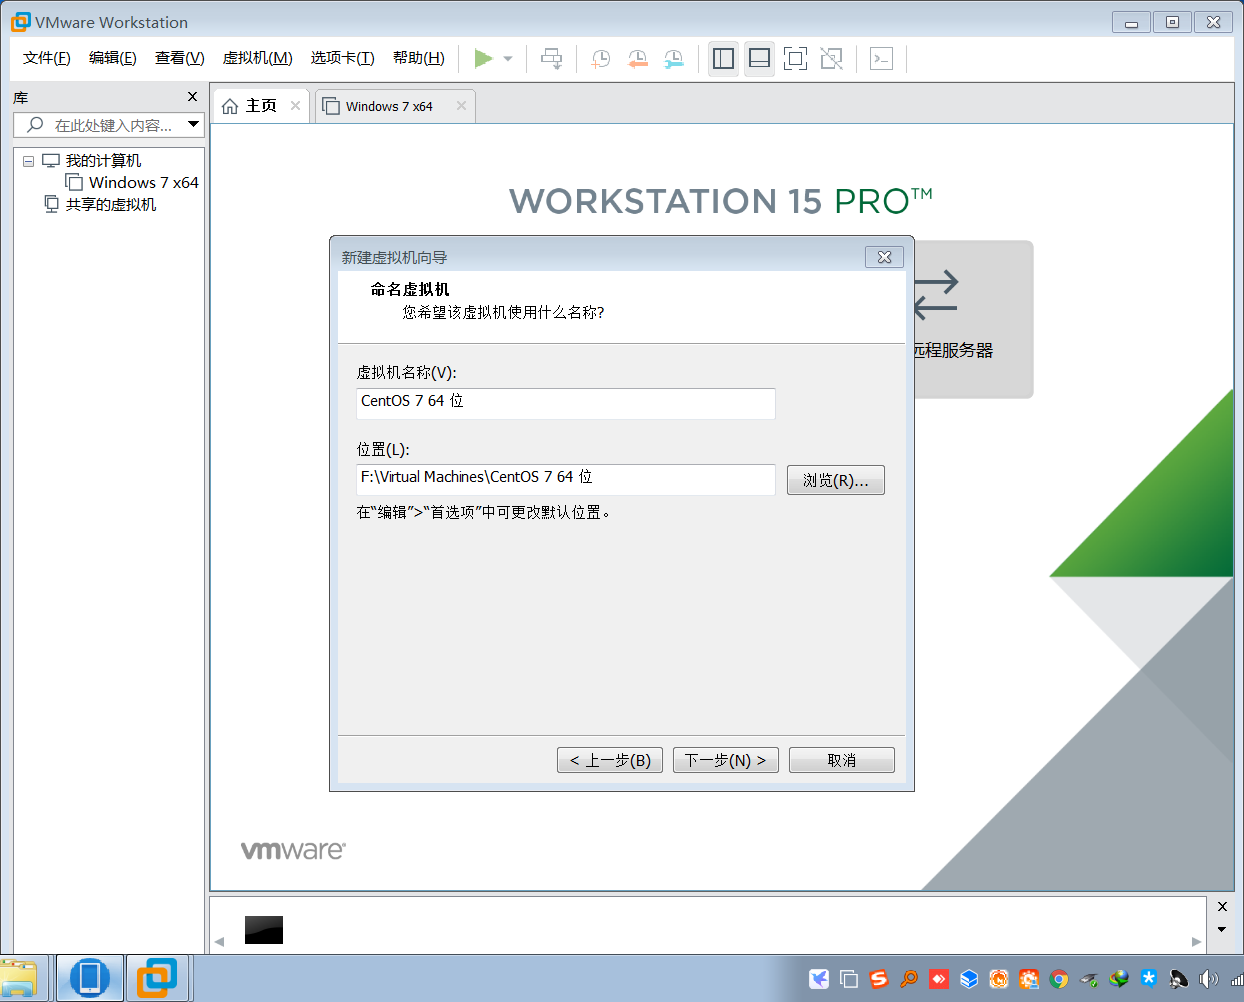 VMware Workstation
文件(F) 编辑(E) 查看(V) 虚拟机(M) 选项卡(T) 帮助(H)
库
在此处键入内容...
主页
Windows 7 x64
我的计算机
Windows 7 x64
共享的虚拟机
WORKSTATION 15 PRO™
新建虚拟机向导
命名虚拟机
您希望该虚拟机使用什么名称?
远程服务器
虚拟机名称(V):
CentOS 7 64 位
位置(L):
F:\Virtual Machines\CentOS 7 64 位
浏览(R)...
在“编辑”>“首选项”中可更改默认位置。
< 上一步(B) 下一步(N) > 取消
vmware